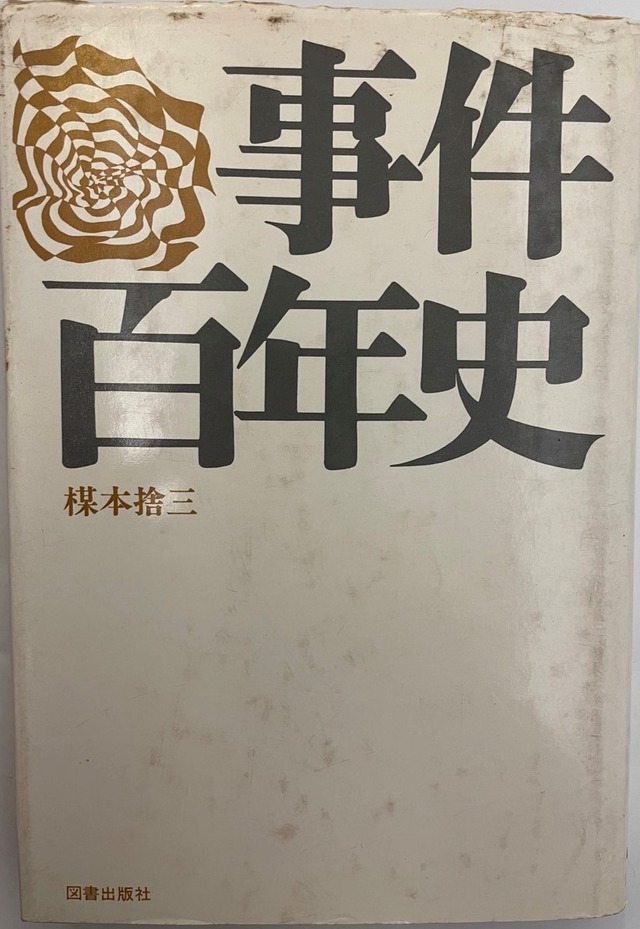 事件
百年史
楳本捨三
図書出版社